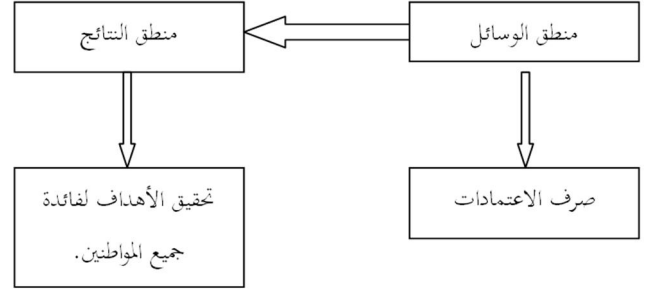 منطق الوسائل
منطق النتائج
صرف الاعتمادات
تحقيق الأهداف لفائدة
جميع المواطنين.